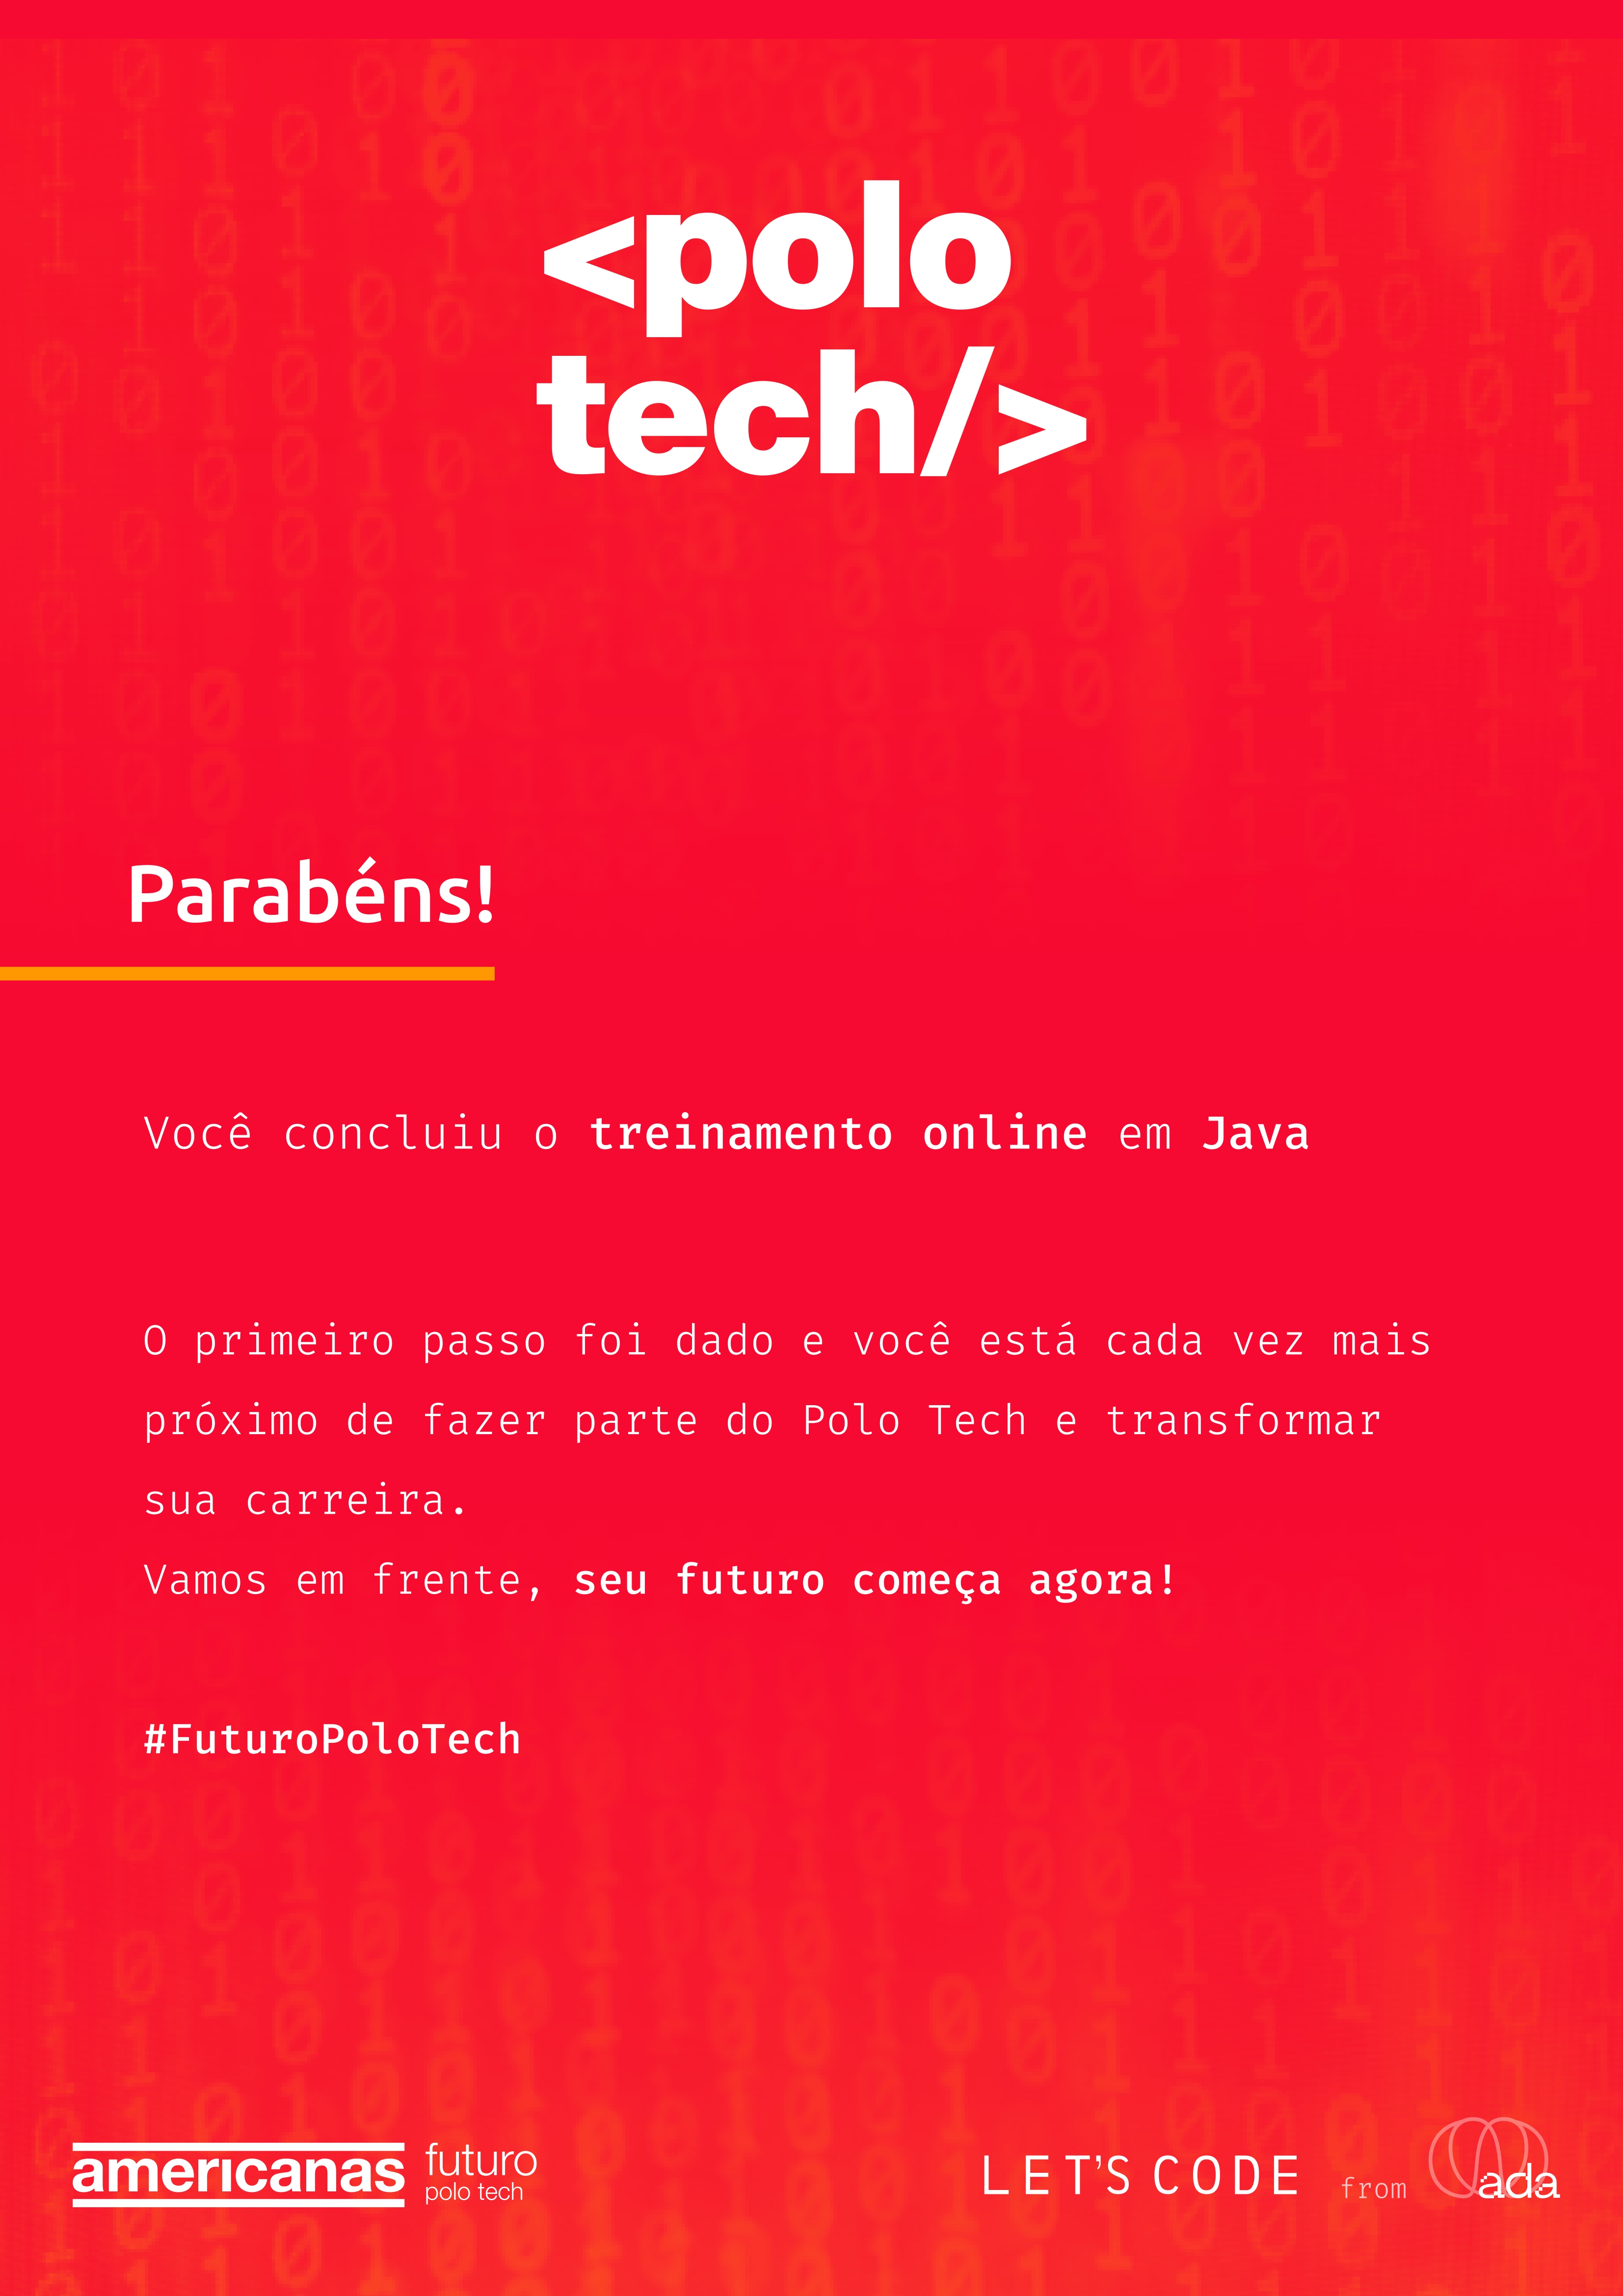 <polo
tech/>
Parabéns!
Você concluiu o treinamento online em Java
O primeiro passo foi dado e você está cada vez mais
próximo de fazer parte do Polo Tech e transformar
sua carreira.
Vamos em frente, seu futuro começa agora!
#FuturoPoloTech
americanas futuro
polo tech
LET'S CODE from ada